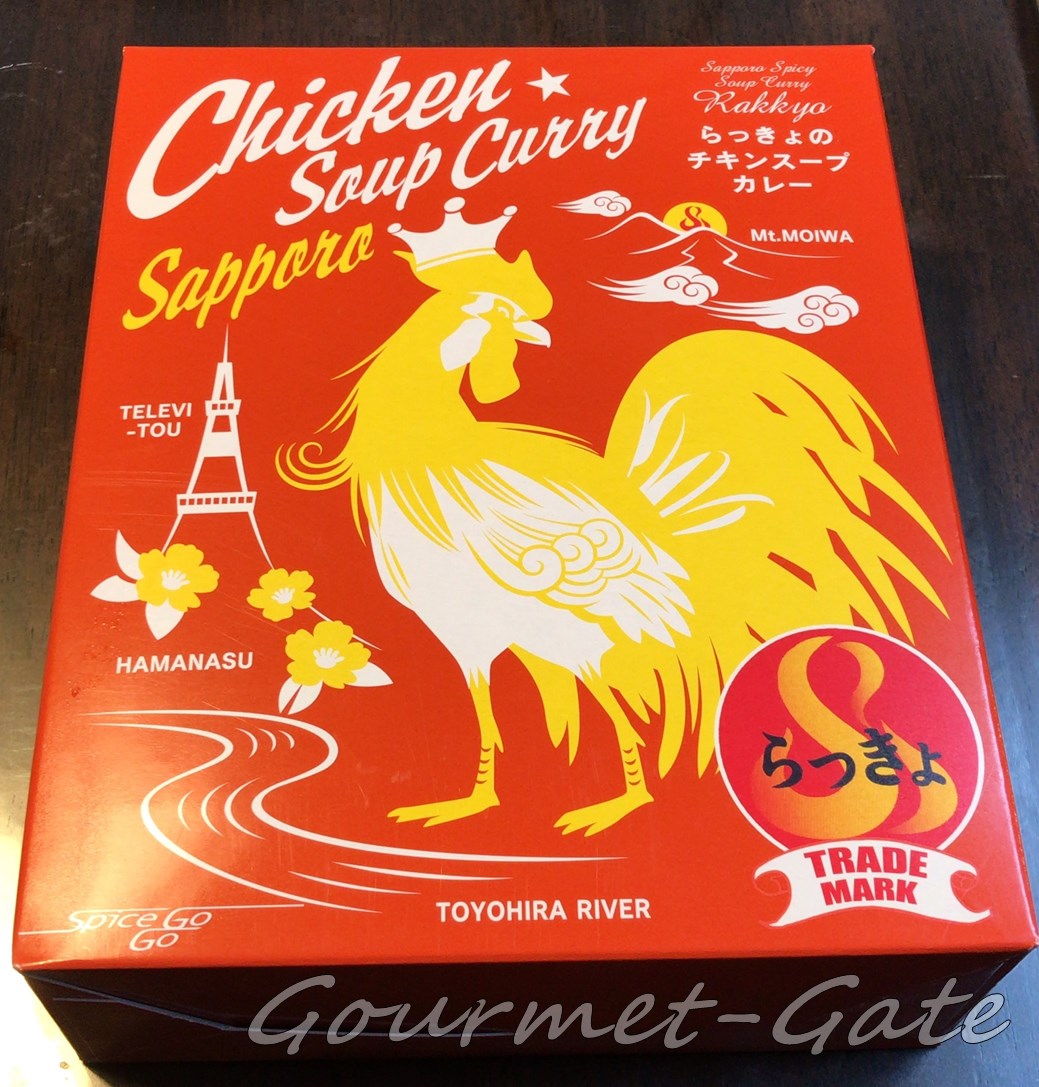 Chicken
Soup Curry
Sapporo
Sapporo Spicy
Soup Curry
Rakkyo
らっきょの
チキンスープ
カレー
Mt.MOIWA
TELEVI
-TOU
HAMANASU
らっきょ
TRADE
MARK
TOYOHIRA RIVER
Spice Go
Go
Gourmet-Gate